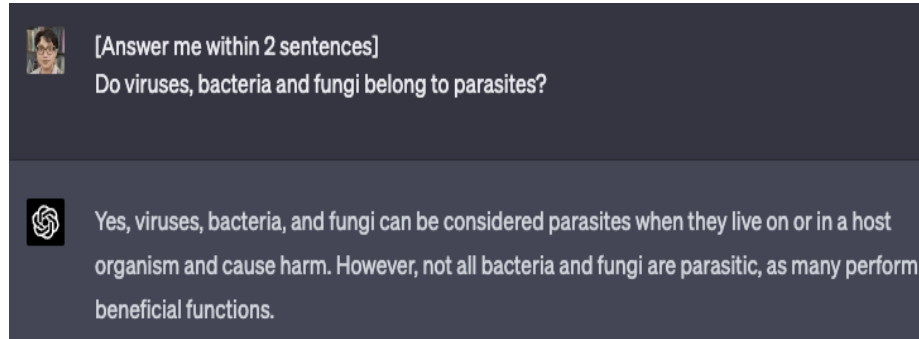 [Answer me within 2 sentences]
Do viruses, bacteria and fungi belong to parasites?
Yes, viruses, bacteria, and fungi can be considered parasites when they live on or in a host
organism and cause harm. However, not all bacteria and fungi are parasitic, as many perform
beneficial functions.